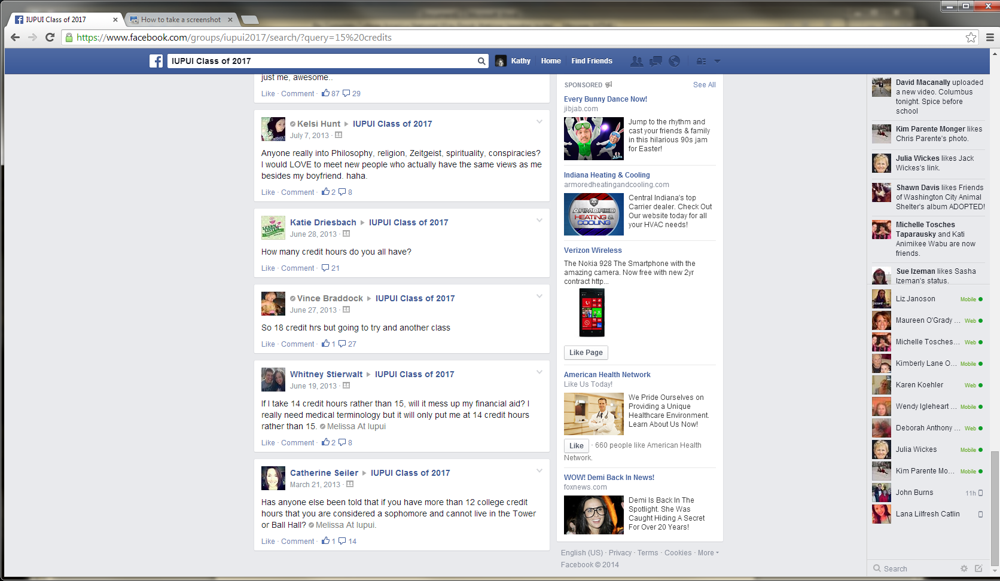 IUPUI Class of 2017
How to take a screenshot
https://www.facebook.com/groups/iupui2017/search/?query=15%20credits
IUPUI Class of 2017
Kathy
Home
Find Friends
just me, awesome..
Like · Comment · 87 29
Kelsi Hunt IUPUI Class of 2017
July 7, 2013 ·
Anyone really into Philosophy, religion, Zeitgeist, spirituality, conspiracies?
I would LOVE to meet new people who actually have the same views as me
besides my boyfriend. haha.
Like · Comment · 2 8
Katie Driesbach IUPUI Class of 2017
June 28, 2013 ·
How many credit hours do you all have?
Like · Comment · 21
Vince Braddock IUPUI Class of 2017
June 27, 2013 ·
So 18 credit hrs but going to try and another class
Like · Comment · 1 27
Whitney Stierwalt IUPUI Class of 2017
June 19, 2013 ·
If I take 14 credit hours rather than 15, will it mess up my financial aid? I
really need medical terminology but it will only put me at 14 credit hours
rather than 15. Melissa At Iupui
Like · Comment · 2 8
Catherine Seiler IUPUI Class of 2017
March 21, 2013 ·
Has anyone else been told that if you have more than 12 college credit
hours that you are considered a sophomore and cannot live in the Tower
or Ball Hall? Melissa At Iupui.
Like · Comment · 1 14
SPONSORED
See All
Every Bunny Dance Now!
jibjab.com
Jump to the rhythm and
cast your friends & family
in this hilarious 90s jam
for Easter!
Indiana Heating & Cooling
armoredheatingandcooling.com
ARMORED
HEATING &
COOLING
Central Indiana's top
Carrier dealer. Check Out
Our website today for all
your HVAC needs!
Verizon Wireless
The Nokia 928 The Smartphone with the
amazing camera. Now free with new 2yr
contract http...
Like Page
American Health Network
Like Us Today!
We Pride Ourselves on
Providing a Unique
Healthcare Environment.
Learn About Us Now!
Like · 660 people like American Health
Network.
WOW! Demi Back In News!
foxnews.com
Demi Is Back In The
Spotlight. She Was
Caught Hiding A Secret
For Over 20 Years!
English (US) · Privacy · Terms · Cookies · More
Facebook © 2014
David Macanally uploaded
a new video. Columbus
tonight. Spice before
school
Kim Parente Monger likes
Chris Parente's photo.
Julia Wickes likes Jack
Wickes's link.
Shawn Davis likes Friends
of Washington City Animal
Shelter's album ADOPTED!
Michelle Tosches
Taparausky and Kati
Animikee Wabu are now
friends.
Sue Izeman likes Sasha
Izeman's status.
Liz Janoson Mobile
Maureen O'Grady ... Web
Michelle Tosches... Web
Kimberly Lane O... Mobile
Karen Koehler Web
Wendy Igleheart ... Mobile
Deborah Anthony ... Web
Julia Wickes Mobile
Kim Parente Mo... Mobile
John Burns 11h
Lana Lilfresh Catlin
Search